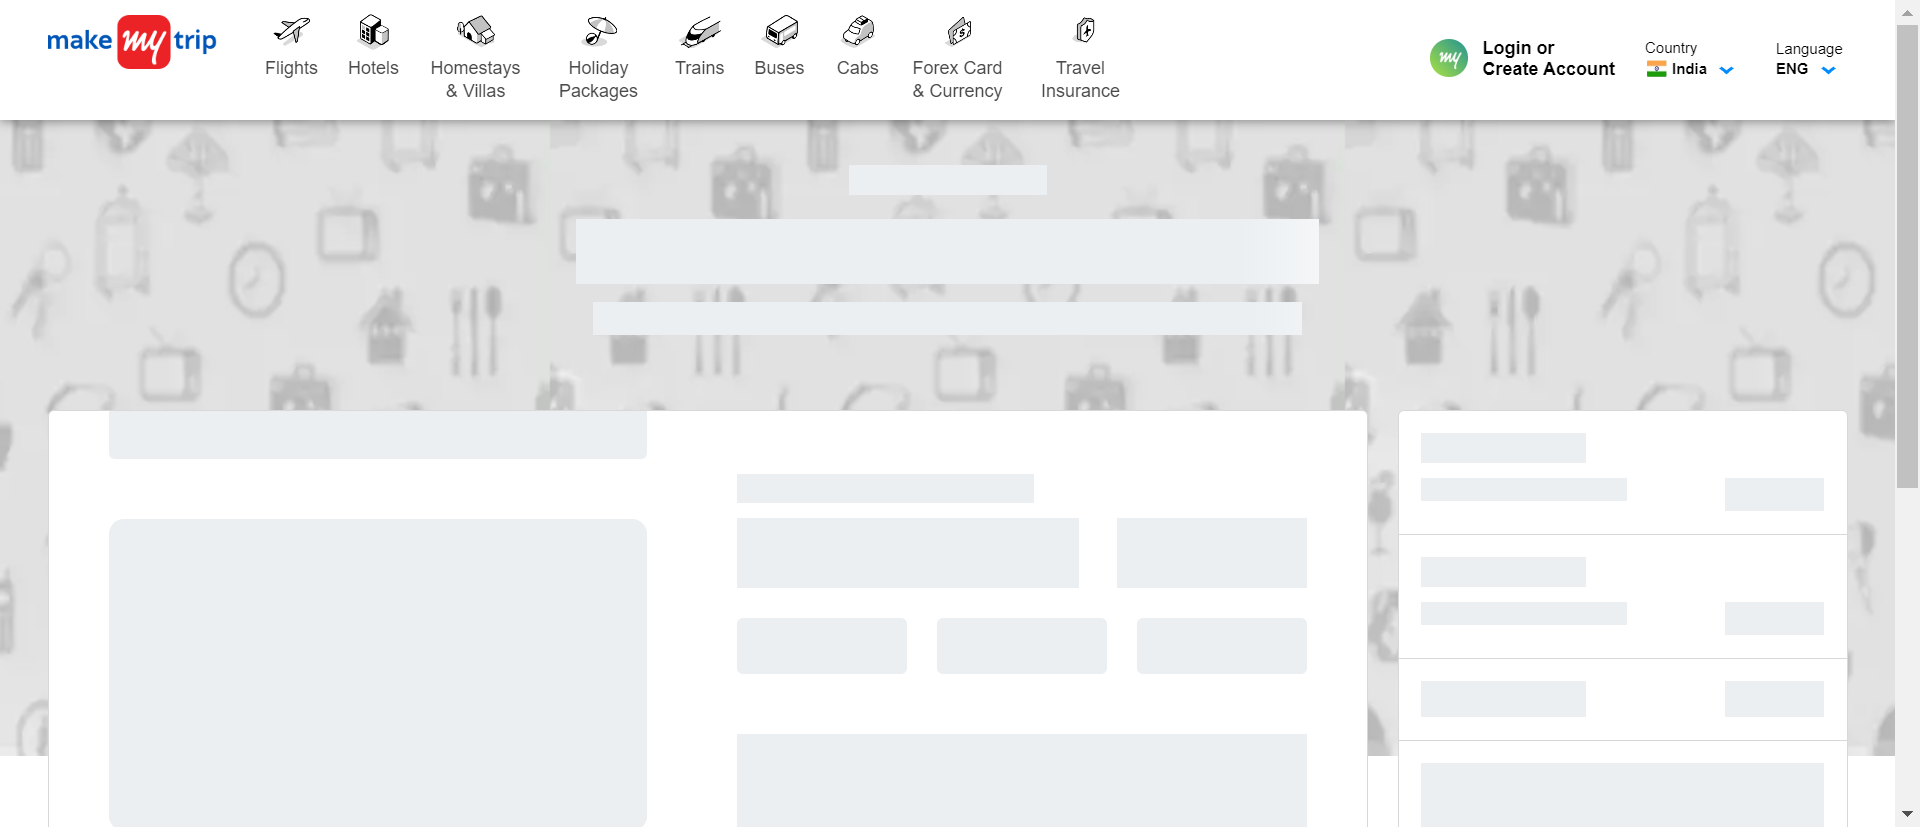 make my trip
Flights
Hotels
Homestays
& Villas
Holiday
Packages
Trains
Buses
Cabs
Forex Card
& Currency
Travel
Insurance
my
Login or
Create Account
Country
India
Language
ENG